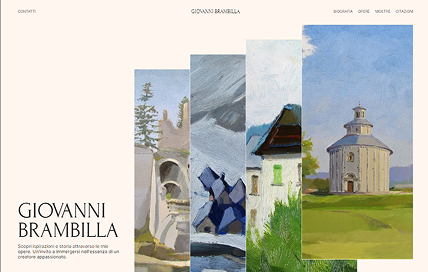 CONTATTI
GIOVANNI BRAMBILLA
BIOGRAFIA OPERE MOSTRE CITAZIONI
GIOVANNI
BRAMBILLA
Scopri ispirazioni e storia attraverso le mie
opere. Un'invito a immergersi nell'essenza di un
creatore appassionato.